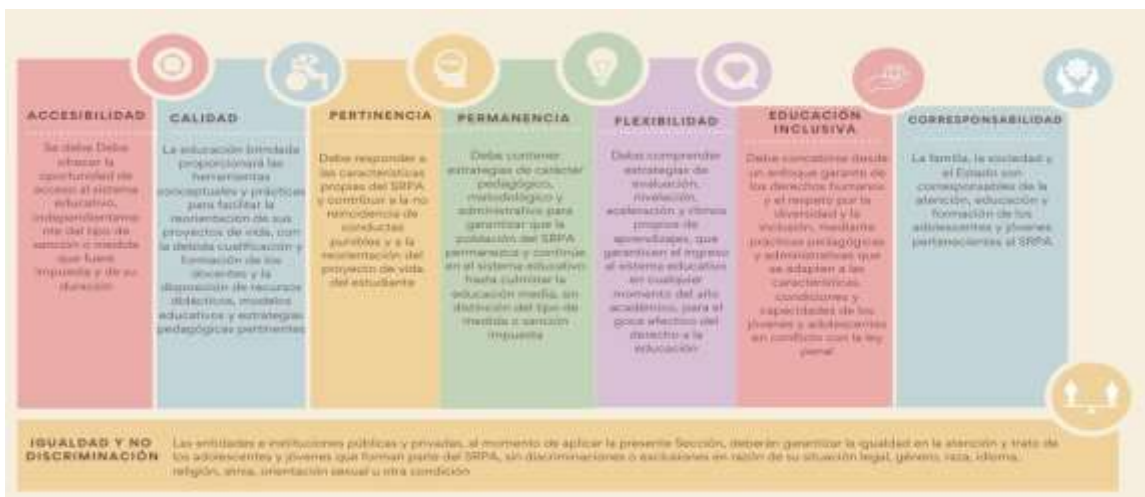 ACCESIBILIDAD
Se debe Debe
ofrecer la
oportunidad de
acceso al sistema
educativo,
independienteme
nte del tipo de
sanción o medida
que fuere
impuesta y de su
duración
CALIDAD
La educación brindada
proporcionará las
herramientas
conceptuales y prácticas
para facilitar la
reorientación de sus
proyectos de vida, con
la debida cualificación y
formación de los
docentes y la
disposición de recursos
didácticos, modelos
educativos y estrategias
pedagógicas pertinentes
PERTINENCIA
Debe responder a
las características
propias del SRPA
y contribuir a la no
reincidencia de
conductas
punibles y a la
reorientación del
proyecto de vida
del estudiante
PERMANENCIA
Debe contener
estrategias de carácter
pedagógico,
metodológico y
administrativo para
garantizar que la
población del SRPA
permanezca y continúe
en el sistema educativo
hasta culminar la
educación media, sin
distinción del tipo de
medida o sanción
impuesta
FLEXIBILIDAD
Debe comprender
estrategias de
evaluación,
nivelación,
aceleración y ritmos
propios de
aprendizajes, que
garanticen el ingreso
al sistema educativo
en cualquier
momento del año
académico, para el
goce efectivo del
derecho a la
educación
EDUCACIÓN
INCLUSIVA
Debe concebirse desde
un enfoque garante de
los derechos humanos
y el respeto por la
diversidad y la
inclusión, mediante
prácticas pedagógicas
y administrativas que
se adapten a las
características,
condiciones y
capacidades de los
jóvenes y adolescentes
en conflicto con la ley
penal
CORRESPONSABILIDAD
La familia, la sociedad y
el Estado son
corresponsables de la
atención, educación y
formación de los
adolescentes y jóvenes
pertenecientes al SRPA
IGUALDAD Y NO
DISCRIMINACIÓN
Las entidades e instituciones públicas y privadas, al momento de aplicar la presente Sección, deberán garantizar la igualdad en la atención y trato de
los adolescentes y jóvenes que forman parte del SRPA, sin discriminaciones o exclusiones en razón de su situación legal, género, raza, idioma,
religión, etnia, orientación sexual u otra condición